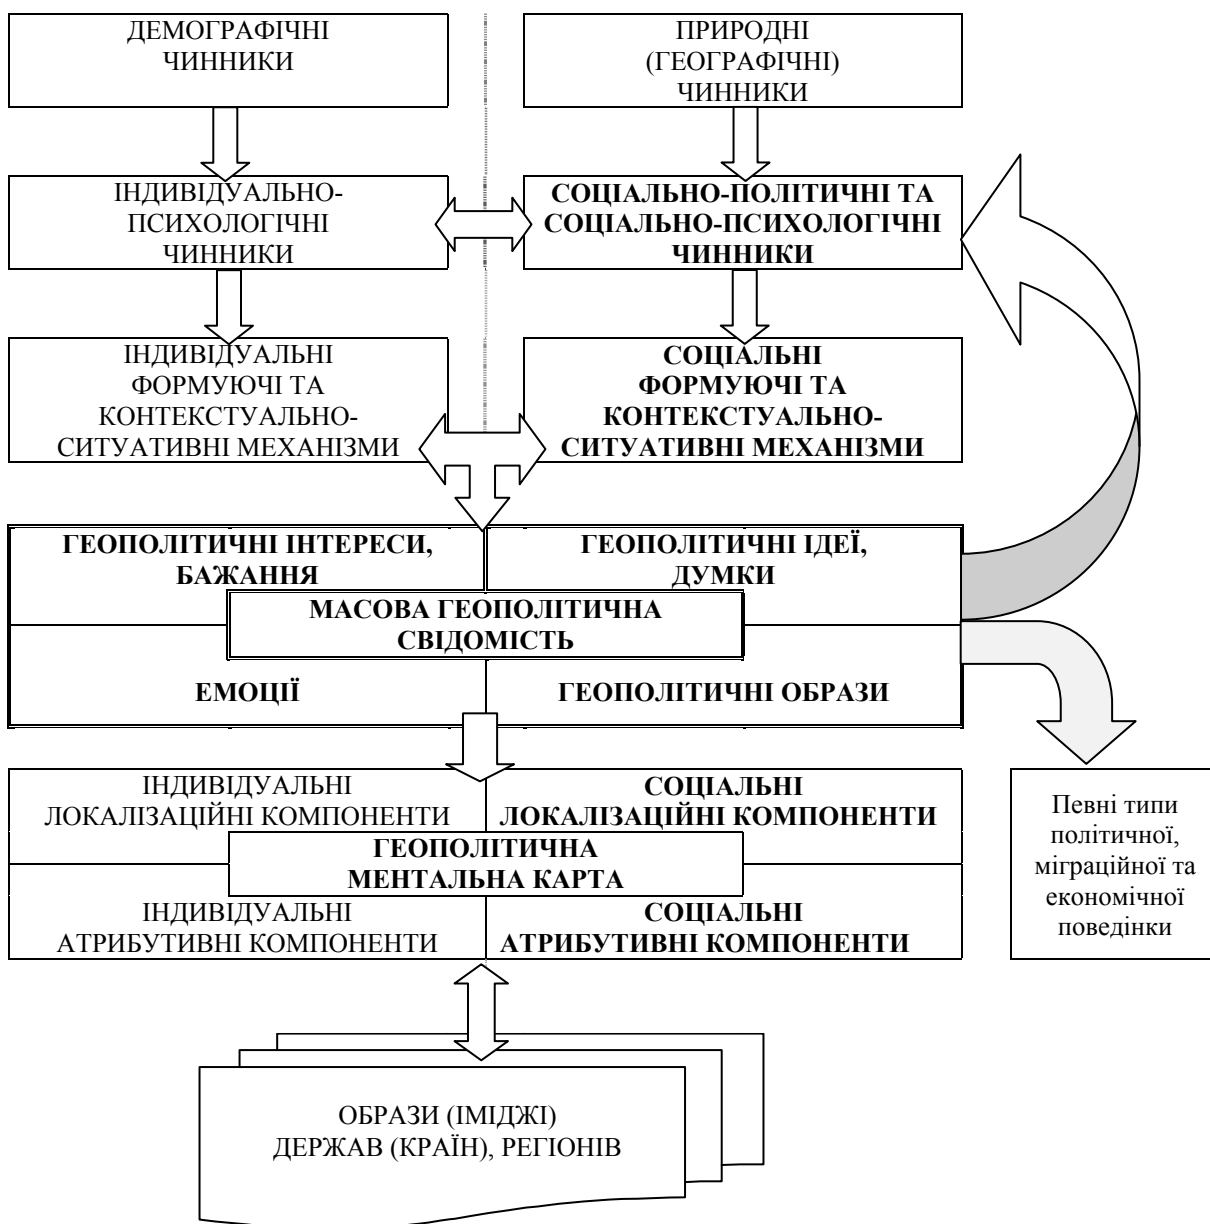 ДЕМОГРАФІЧНІ
ЧИННИКИ
ПРИРОДНІ
(ГЕОГРАФІЧНІ)
ЧИННИКИ
ІНДИВІДУАЛЬНО-
ПСИХОЛОГІЧНІ
ЧИННИКИ
СОЦІАЛЬНО-ПОЛІТИЧНІ ТА
СОЦІАЛЬНО-ПСИХОЛОГІЧНІ
ЧИННИКИ
ІНДИВІДУАЛЬНІ
ФОРМУЮЧІ ТА
КОНТЕКСТУАЛЬНО-
СИТУАТИВНІ МЕХАНІЗМИ
СОЦІАЛЬНІ
ФОРМУЮЧІ ТА
КОНТЕКСТУАЛЬНО-
СИТУАТИВНІ МЕХАНІЗМИ
ГЕОПОЛІТИЧНІ ІНТЕРЕСИ,
БАЖАННЯ
ГЕОПОЛІТИЧНІ ІДЕЇ,
ДУМКИ
МАСОВА ГЕОПОЛІТИЧНА
СВІДОМІСТЬ
ЕМОЦІЇ
ГЕОПОЛІТИЧНІ ОБРАЗИ
ІНДИВІДУАЛЬНІ
ЛОКАЛІЗАЦІЙНІ КОМПОНЕНТИ
СОЦІАЛЬНІ
ЛОКАЛІЗАЦІЙНІ КОМПОНЕНТИ
ГЕОПОЛІТИЧНА
МЕНТАЛЬНА КАРТА
ІНДИВІДУАЛЬНІ
АТРИБУТИВНІ КОМПОНЕНТИ
СОЦІАЛЬНІ
АТРИБУТИВНІ КОМПОНЕНТИ
Певні типи
політичної,
міграційної та
економічної
поведінки
ОБРАЗИ (ІМІДЖІ)
ДЕРЖАВ (КРАЇН), РЕГІОНІВ